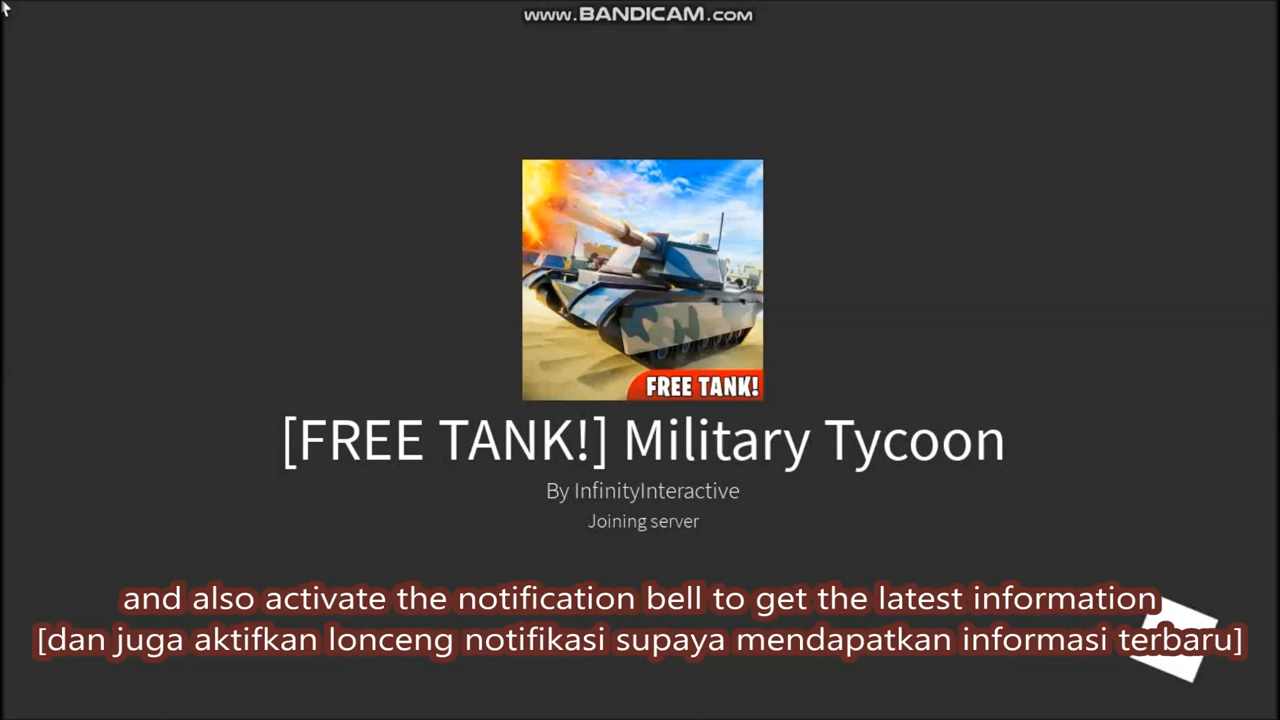 www.BANDICAM.com
FREE TANK!
[FREE TANK!] Military Tycoon
By InfinityInteractive
Joining server
and also activate the notification bell to get the latest information
[dan juga aktifkan lonceng notifikasi supaya mendapatkan informasi terbaru]